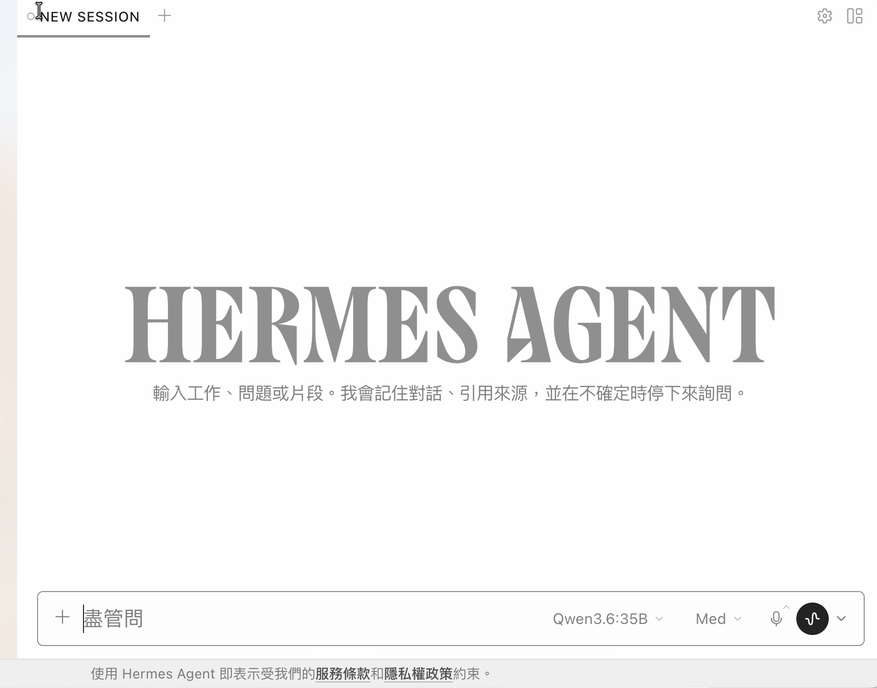 NEW SESSION
HERMES AGENT
輸入工作、問題或片段。我會記住對話、引用來源，並在不確定時停下來詢問。
盡管問
Qwen3.6:35B
Med
使用 Hermes Agent 即表示受我們的服務條款和隱私權政策約束。